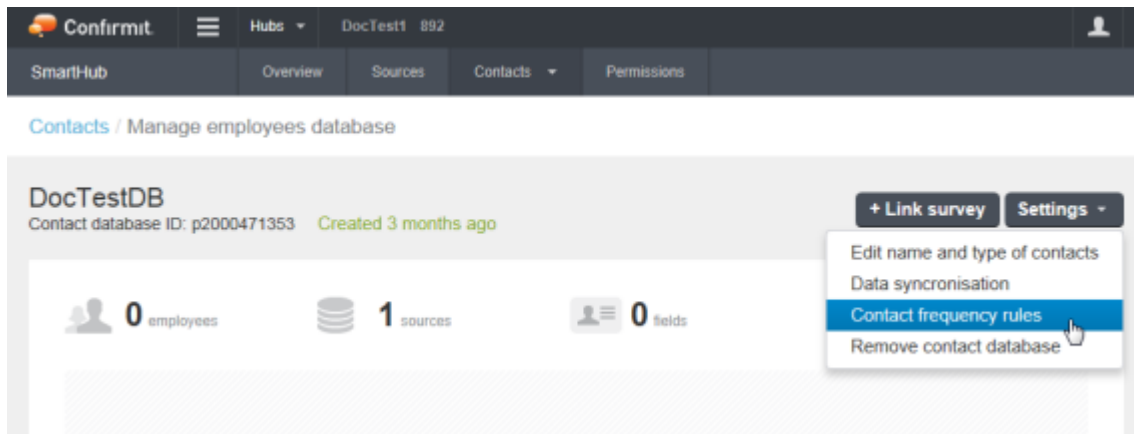 Confirmit Hubs DocTest1 892
SmartHub Overview Sources Contacts Permissions
Contacts / Manage employees database
DocTestDB
Contact database ID: p2000471353 Created 3 months ago
+ Link survey Settings
Edit name and type of contacts
Data syncronisation
Contact frequency rules
Remove contact database
0 employees 1 sources 0 fields